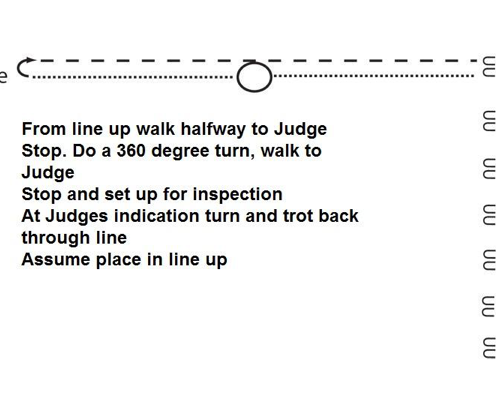 From line up walk halfway to Judge
Stop. Do a 360 degree turn, walk to
Judge
Stop and set up for inspection
At Judges indication turn and trot back
through line
Assume place in line up